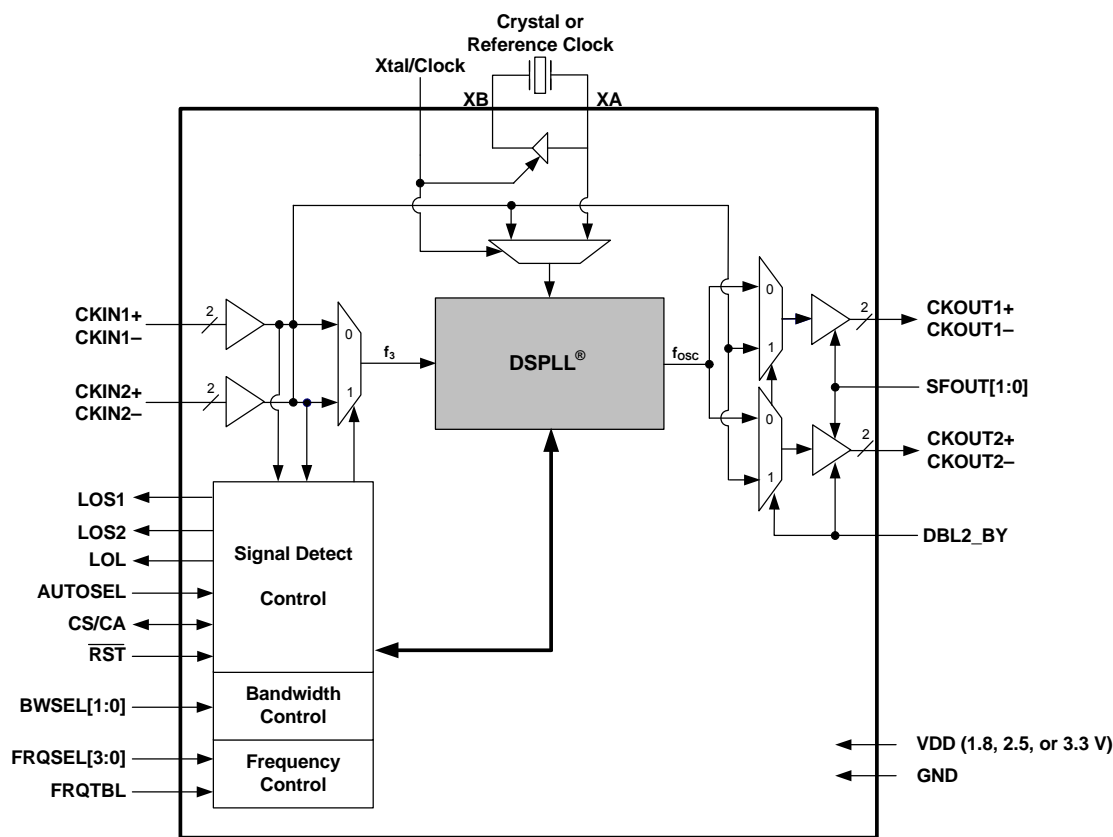 Crystal or
Reference Clock
Xtal/Clock
XB
XA
CKIN1+
CKIN1–
2
0
1
f3
DSPLL®
fOSC
0
1
2
CKOUT1+
CKOUT1–
SFOUT[1:0]
CKIN2+
CKIN2–
2
0
1
2
CKOUT2+
CKOUT2–
DBL2_BY
LOS1
LOS2
LOL
AUTOSEL
CS/CA
RST
Signal Detect
Control
BWSEL[1:0]
Bandwidth
Control
FRQSEL[3:0]
FRQTBL
Frequency
Control
VDD (1.8, 2.5, or 3.3 V)
GND